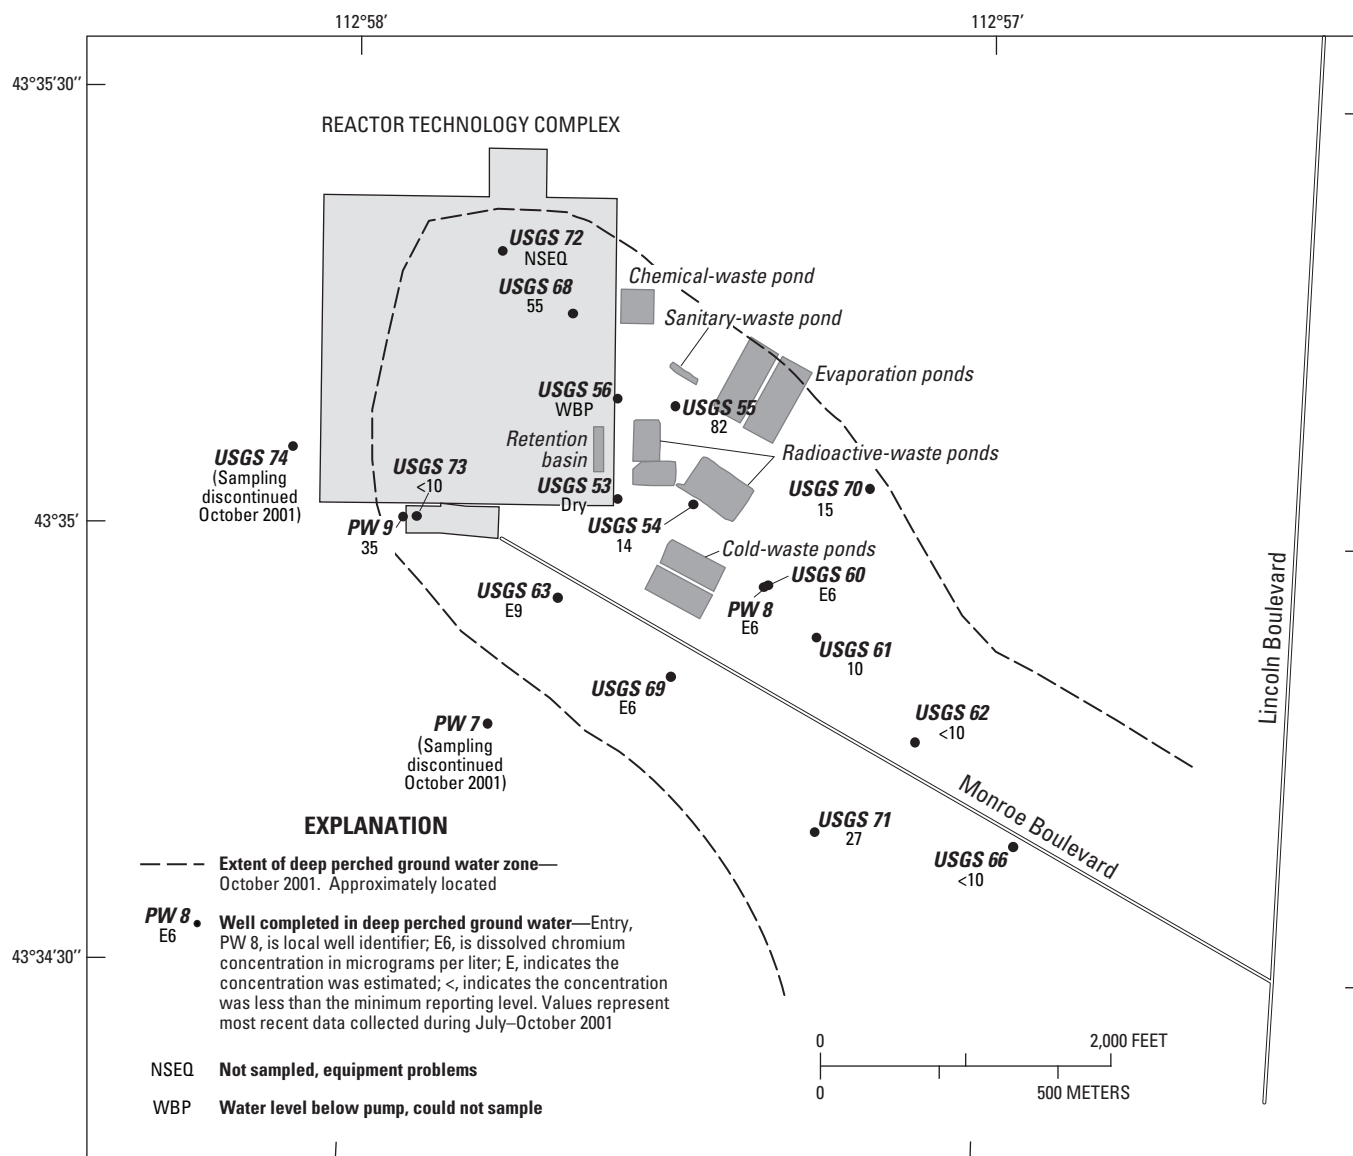 112°58′
112°57′
43°35′30″
REACTOR TECHNOLOGY COMPLEX
USGS 72
NSEQ
Chemical-waste pond
USGS 68
55
Sanitary-waste pond
Evaporation ponds
USGS 56
WBP
USGS 55
82
Retention
basin
Radioactive-waste ponds
USGS 74
(Sampling
discontinued
October 2001)
USGS 73
<10
USGS 53
Dry
USGS 70
15
43°35′
PW 9
35
USGS 54
14
Cold-waste ponds
USGS 60
E6
USGS 63
E9
PW 8
E6
USGS 61
10
USGS 69
E6
Lincoln Boulevard
PW 7
(Sampling
discontinued
October 2001)
USGS 62
<10
Monroe Boulevard
USGS 71
27
USGS 66
<10
EXPLANATION
Extent of deep perched ground water zone—
October 2001. Approximately located
PW 8
E6
Well completed in deep perched ground water—Entry,
PW 8, is local well identifier; E6, is dissolved chromium
concentration in micrograms per liter; E, indicates the
concentration was estimated; <, indicates the concentration
was less than the minimum reporting level. Values represent
most recent data collected during July–October 2001
43°34′30″
NSEQ Not sampled, equipment problems
WBP Water level below pump, could not sample
0 2,000 FEET
0 500 METERS